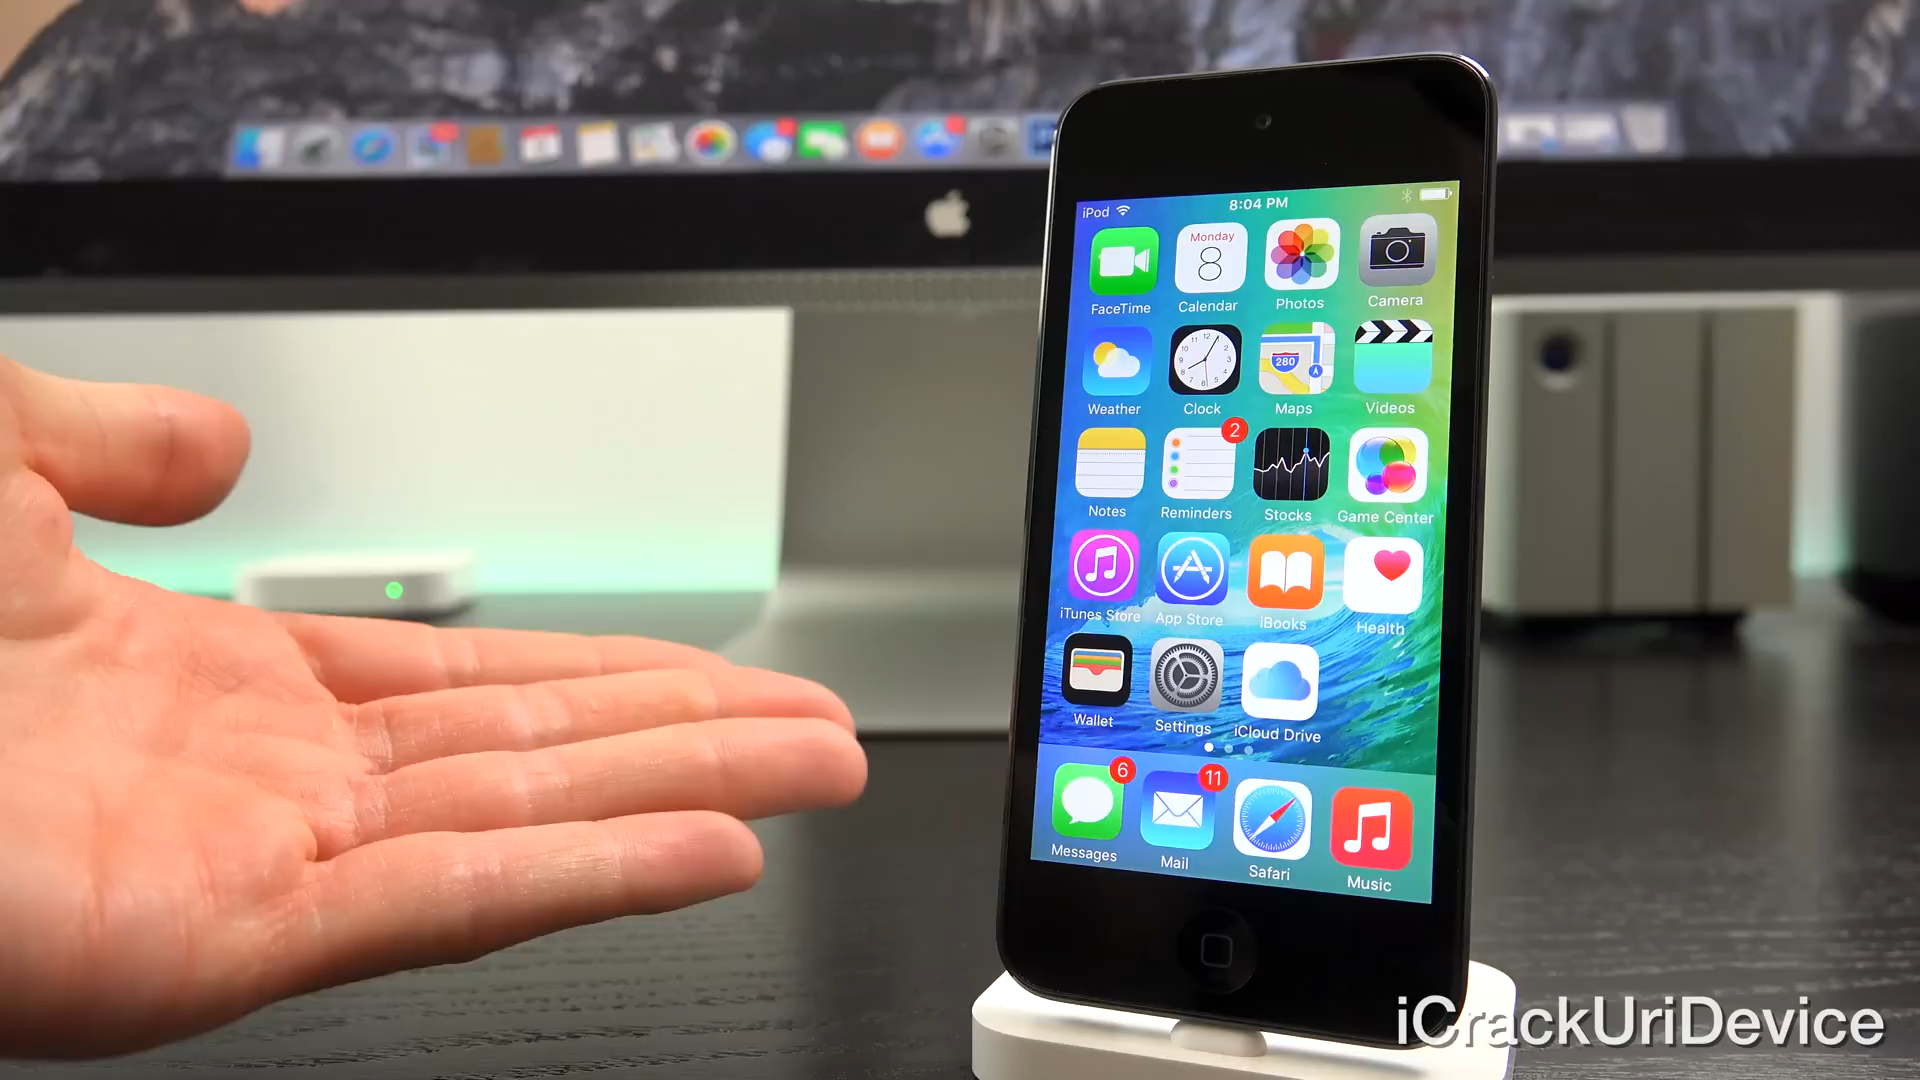 iPod 8:04 PM
Monday
8
FaceTime Calendar Photos Camera
280
Weather Clock Maps Videos
2
Notes Reminders Stocks Game Center
iTunes Store App Store iBooks Health
Wallet Settings iCloud Drive
6 11
Messages Mail Safari Music
iCrackUriDevice